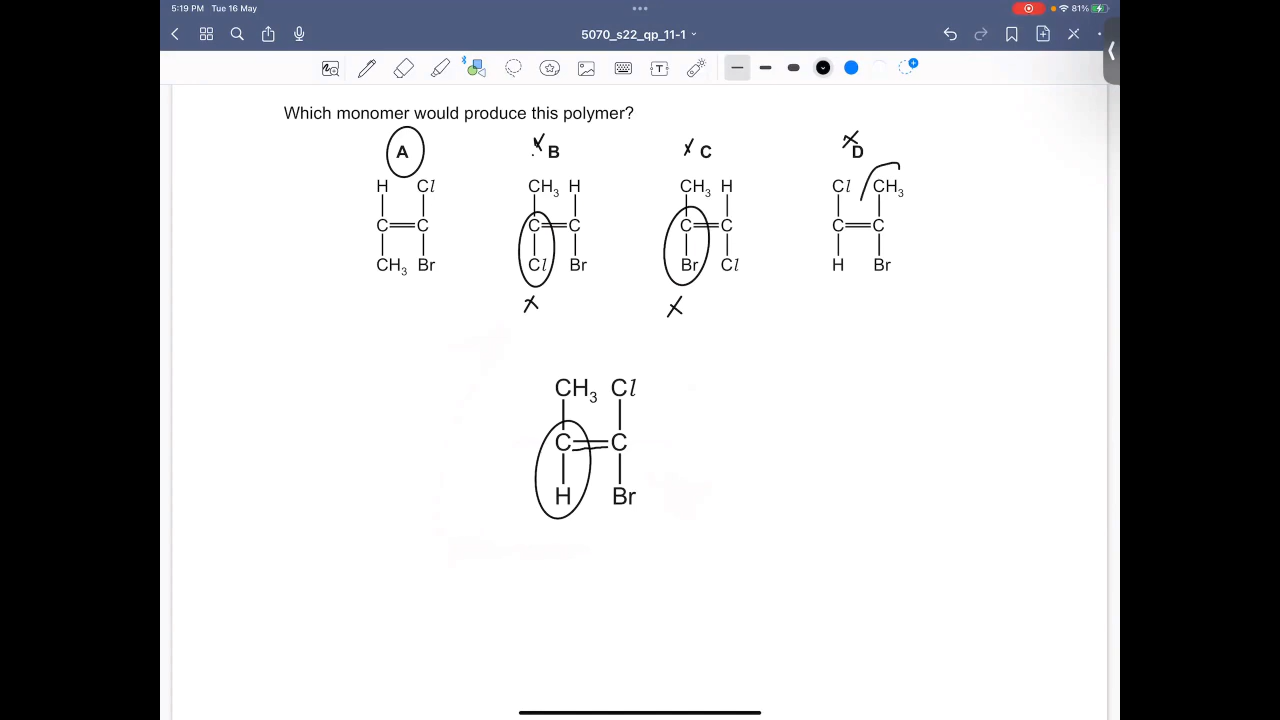 5:19 PM Tue 16 May
81%
5070_s22_qp_11-1
T
Which monomer would produce this polymer?
A x B x C x D
H Cl CH3 H CH3 H Cl CH3
C C C C C C C C
CH3 Br Cl Br Br Cl H Br
x x
CH3 Cl
C C
H Br